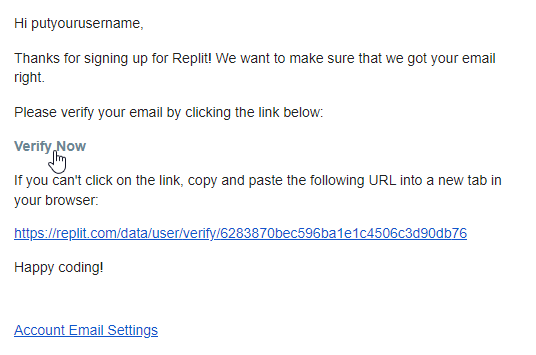 Hi putyourusername,
Thanks for signing up for Replit! We want to make sure that we got your email
right.
Please verify your email by clicking the link below:
Verify Now
If you can't click on the link, copy and paste the following URL into a new tab in
your browser:
https://replit.com/data/user/verify/6283870bec596ba1e1c4506c3d90db76
Happy coding!
Account Email Settings